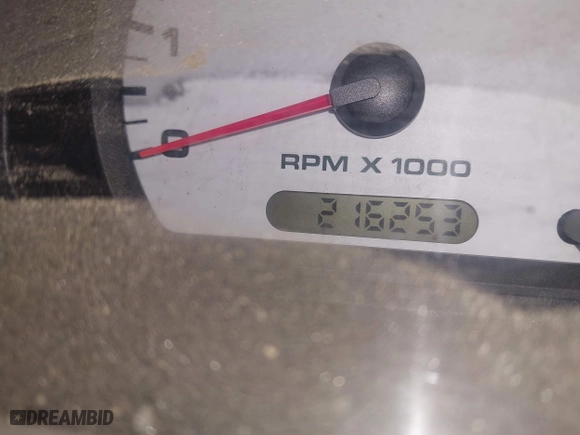 1
0
RPM X 1000
216253
DREAMBID